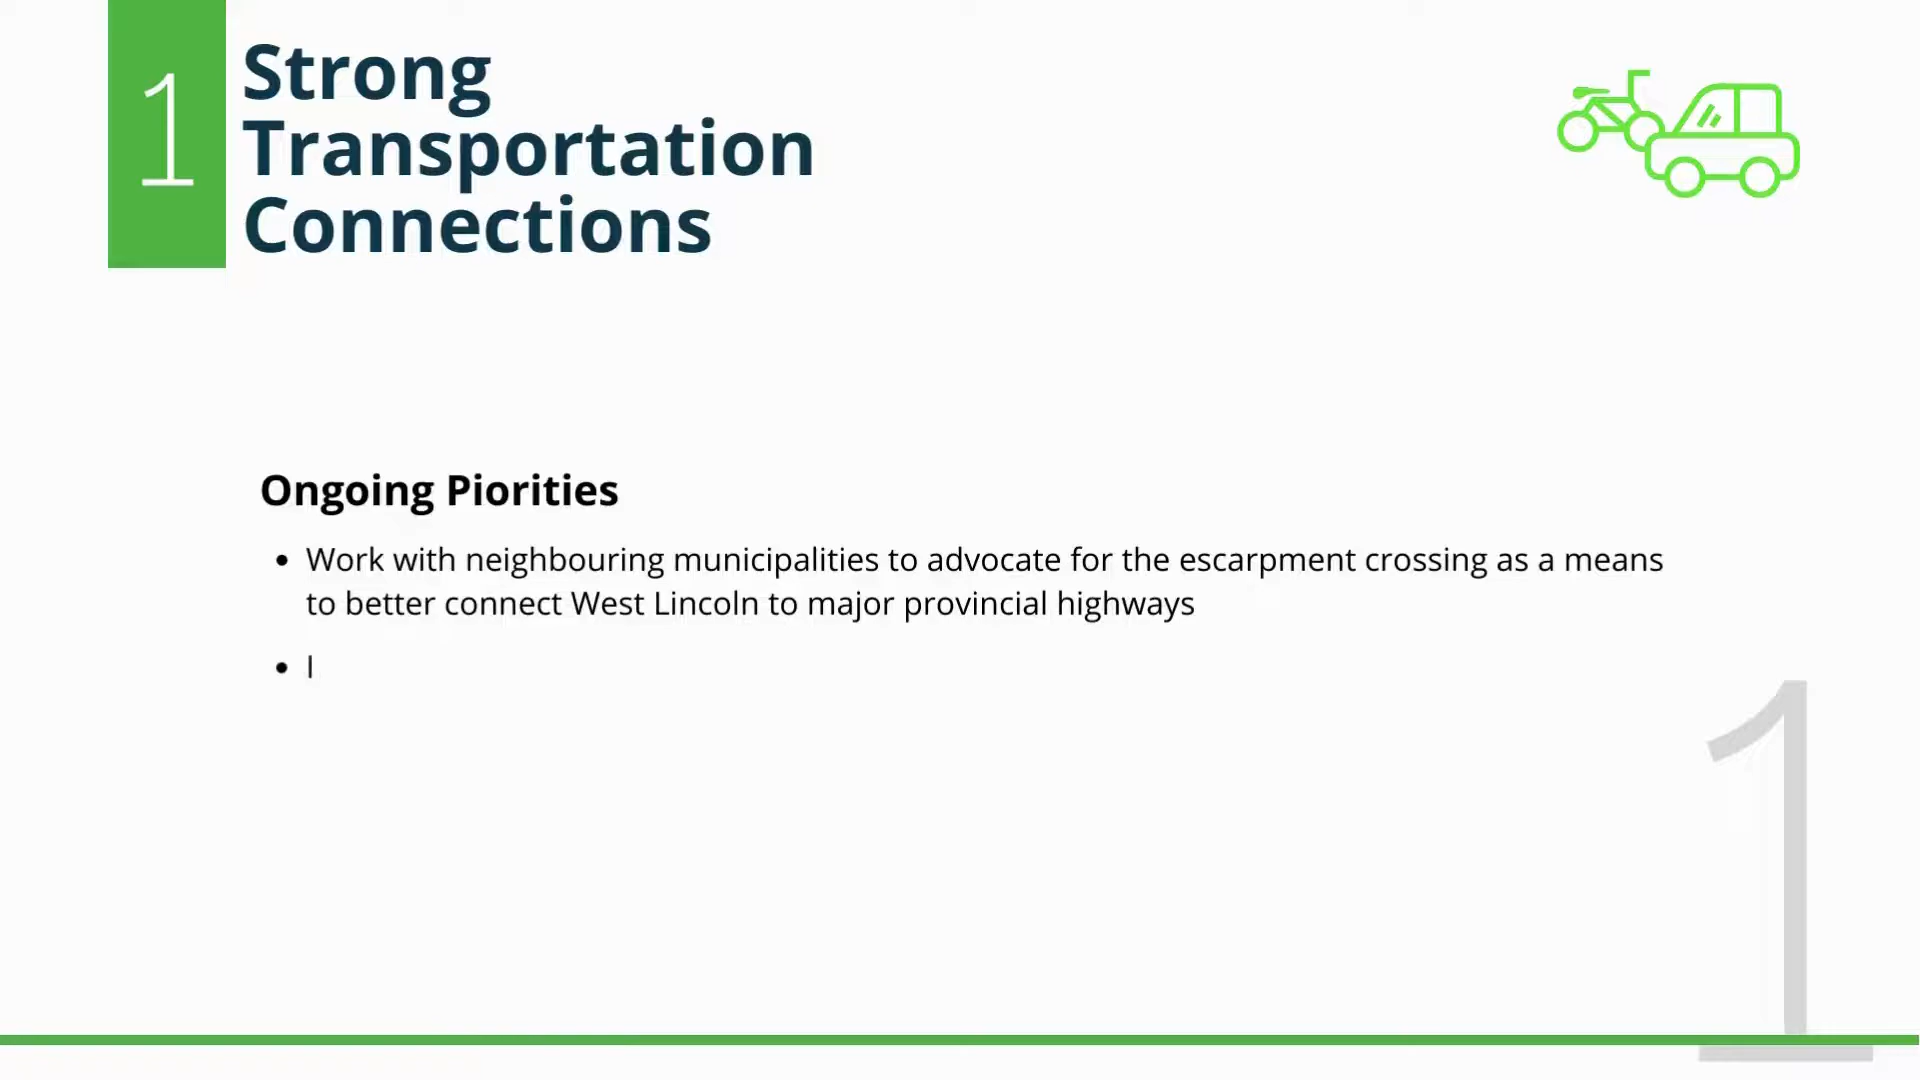 1
Strong
Transportation
Connections
Ongoing Piorities
• Work with neighbouring municipalities to advocate for the escarpment crossing as a means
to better connect West Lincoln to major provincial highways
• I
1